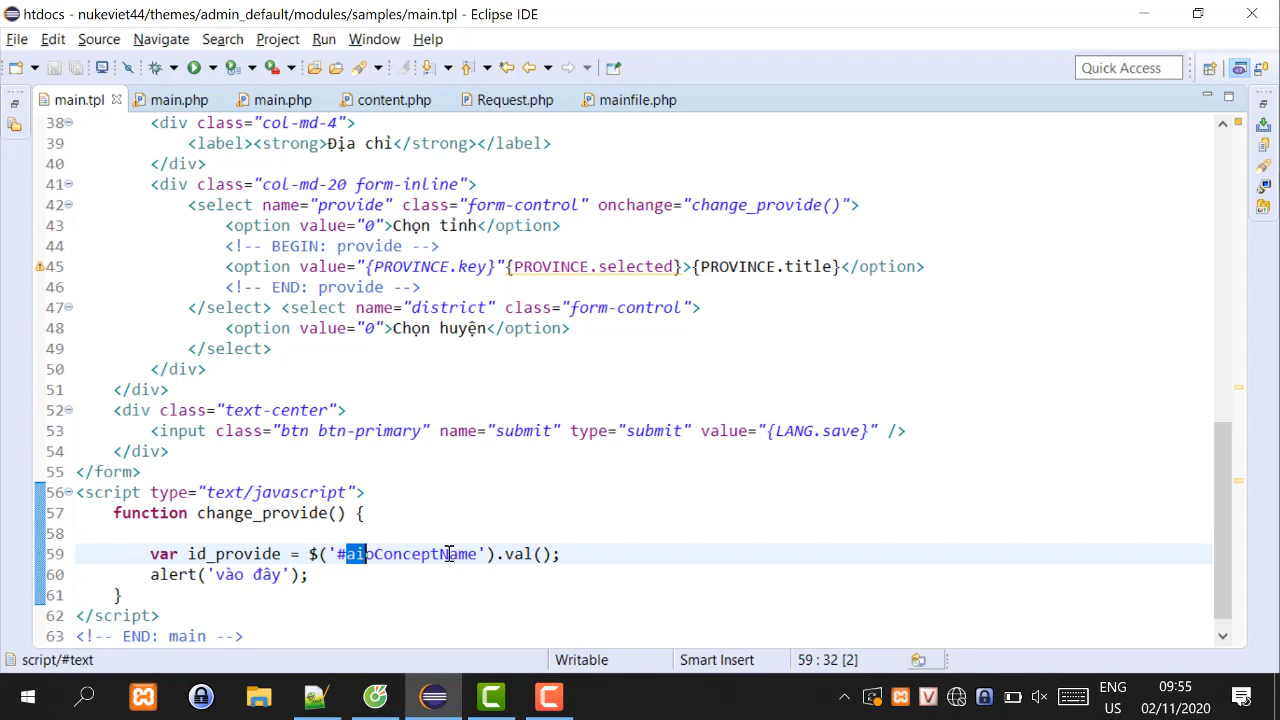 htdocs - nukeviet44/themes/admin_default/modules/samples/main.tpl - Eclipse IDE
File Edit Source Navigate Search Project Run Window Help
Quick Access
main.tpl main.php main.php content.php Request.php mainfile.php
38 <div class="col-md-4">
39 <label><strong>Địa chỉ</strong></label>
40 </div>
41 <div class="col-md-20 form-inline">
42 <select name="provide" class="form-control" onchange="change_provide()">
43 <option value="0">Chọn tỉnh</option>
44 <!-- BEGIN: provide -->
45 <option value="{PROVINCE.key}"{PROVINCE.selected}>{PROVINCE.title}</option>
46 <!-- END: provide -->
47 </select> <select name="district" class="form-control">
48 <option value="0">Chọn huyện</option>
49 </select>
50 </div>
51 </div>
52 <div class="text-center">
53 <input class="btn btn-primary" name="submit" type="submit" value="{LANG.save}" />
54 </div>
55 </form>
56 <script type="text/javascript">
57 function change_provide() {
58
59 var id_provide = $('#aioConceptName').val();
60 alert('vào đây');
61 }
62 </script>
63 <!-- END: main -->
script/#text Writable Smart Insert 59 : 32 [2]
ENG 09:55
US 02/11/2020